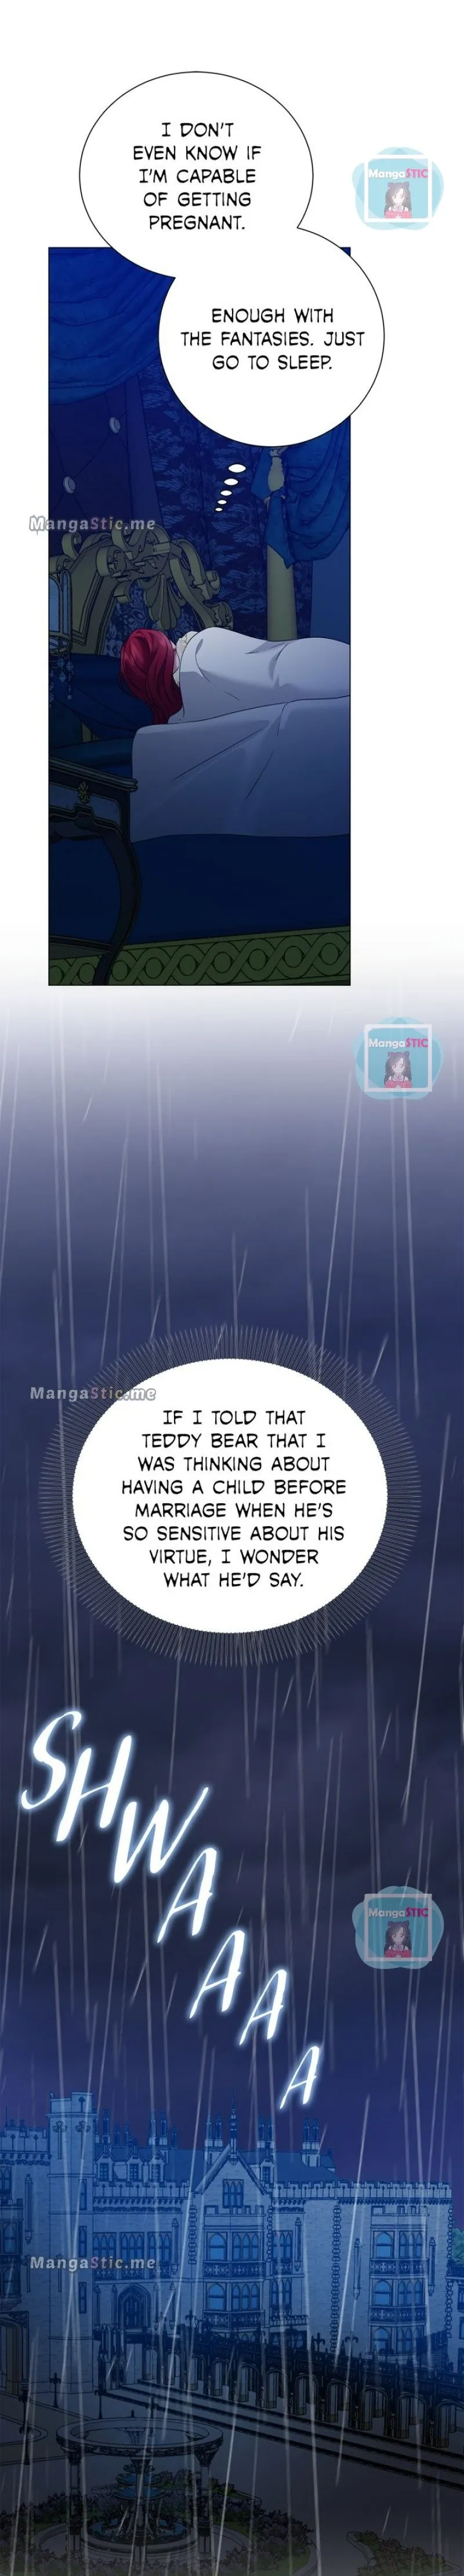 I DON'T
EVEN KNOW IF
I'M CAPABLE
OF GETTING
PREGNANT.
MangaSTIC
ENOUGH WITH
THE FANTASIES. JUST
GO TO SLEEP.
MangaStic.me
MangaSTIC
MangaStic.me
IF I TOLD THAT
TEDDY BEAR THAT I
WAS THINKING ABOUT
HAVING A CHILD BEFORE
MARRIAGE WHEN HE'S
SO SENSITIVE ABOUT HIS
VIRTUE, I WONDER
WHAT HE'D SAY.
SHWAAAA
MangaSTIC
MangaStic.me